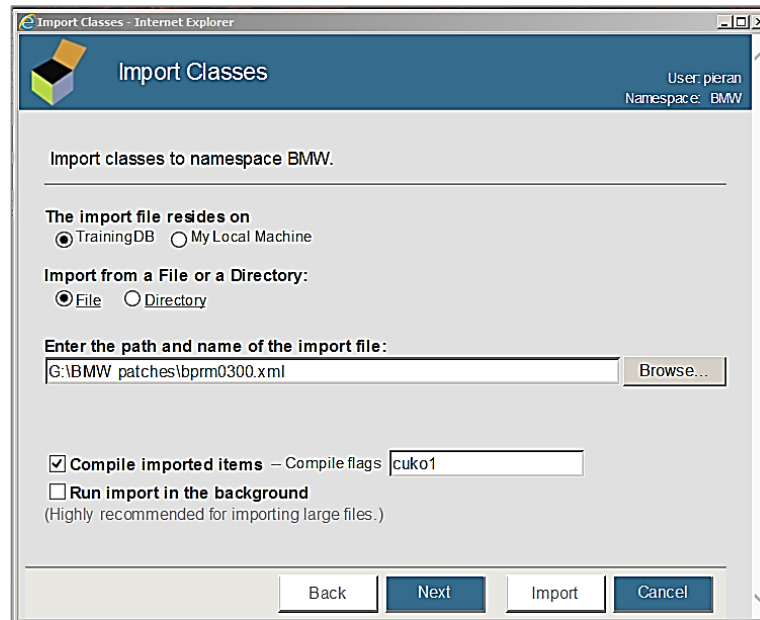 Import Classes - Internet Explorer
Import Classes
User: pieran
Namespace: BMW
Import classes to namespace BMW.
The import file resides on
TrainingDB My Local Machine
Import from a File or a Directory:
File Directory
Enter the path and name of the import file:
G:\BMW patches\bprm0300.xml Browse...
Compile imported items – Compile flags cuko1
Run import in the background
(Highly recommended for importing large files.)
Back Next Import Cancel